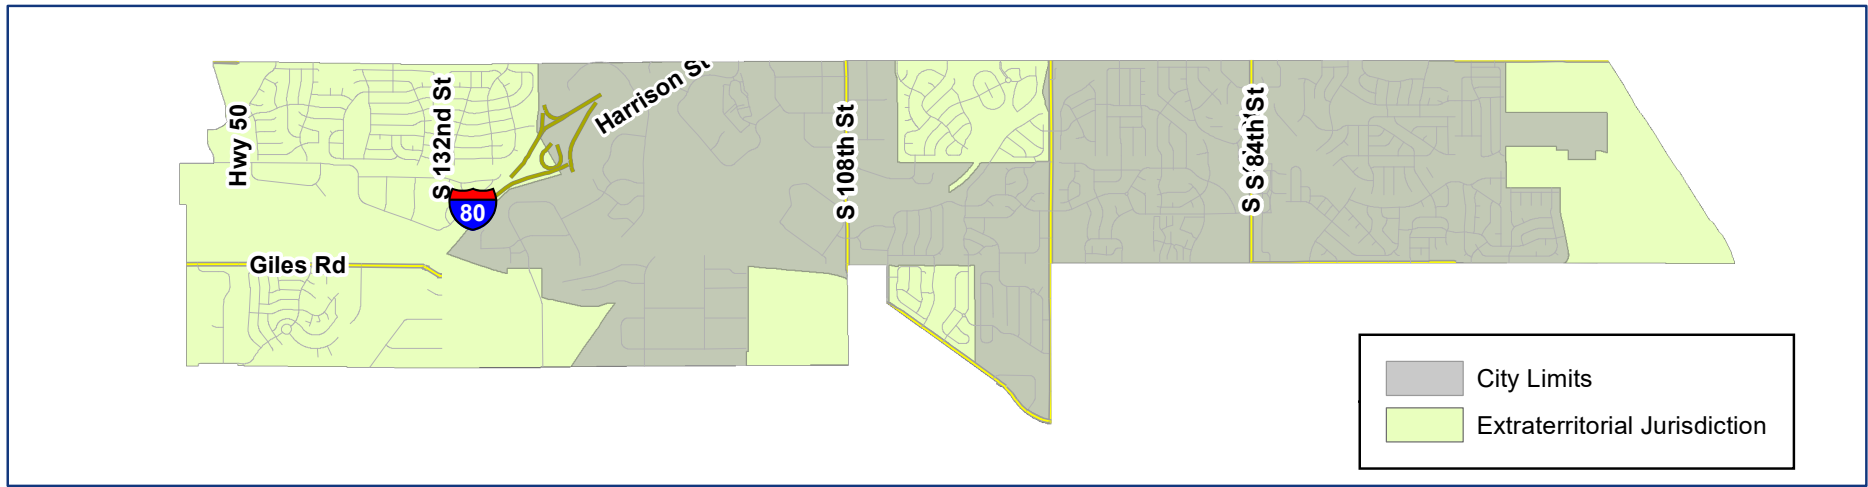 Harrison St
Hwy 50
S 132nd St
S 108th St
S 84th St
80
Giles Rd
City Limits
Extraterritorial Jurisdiction